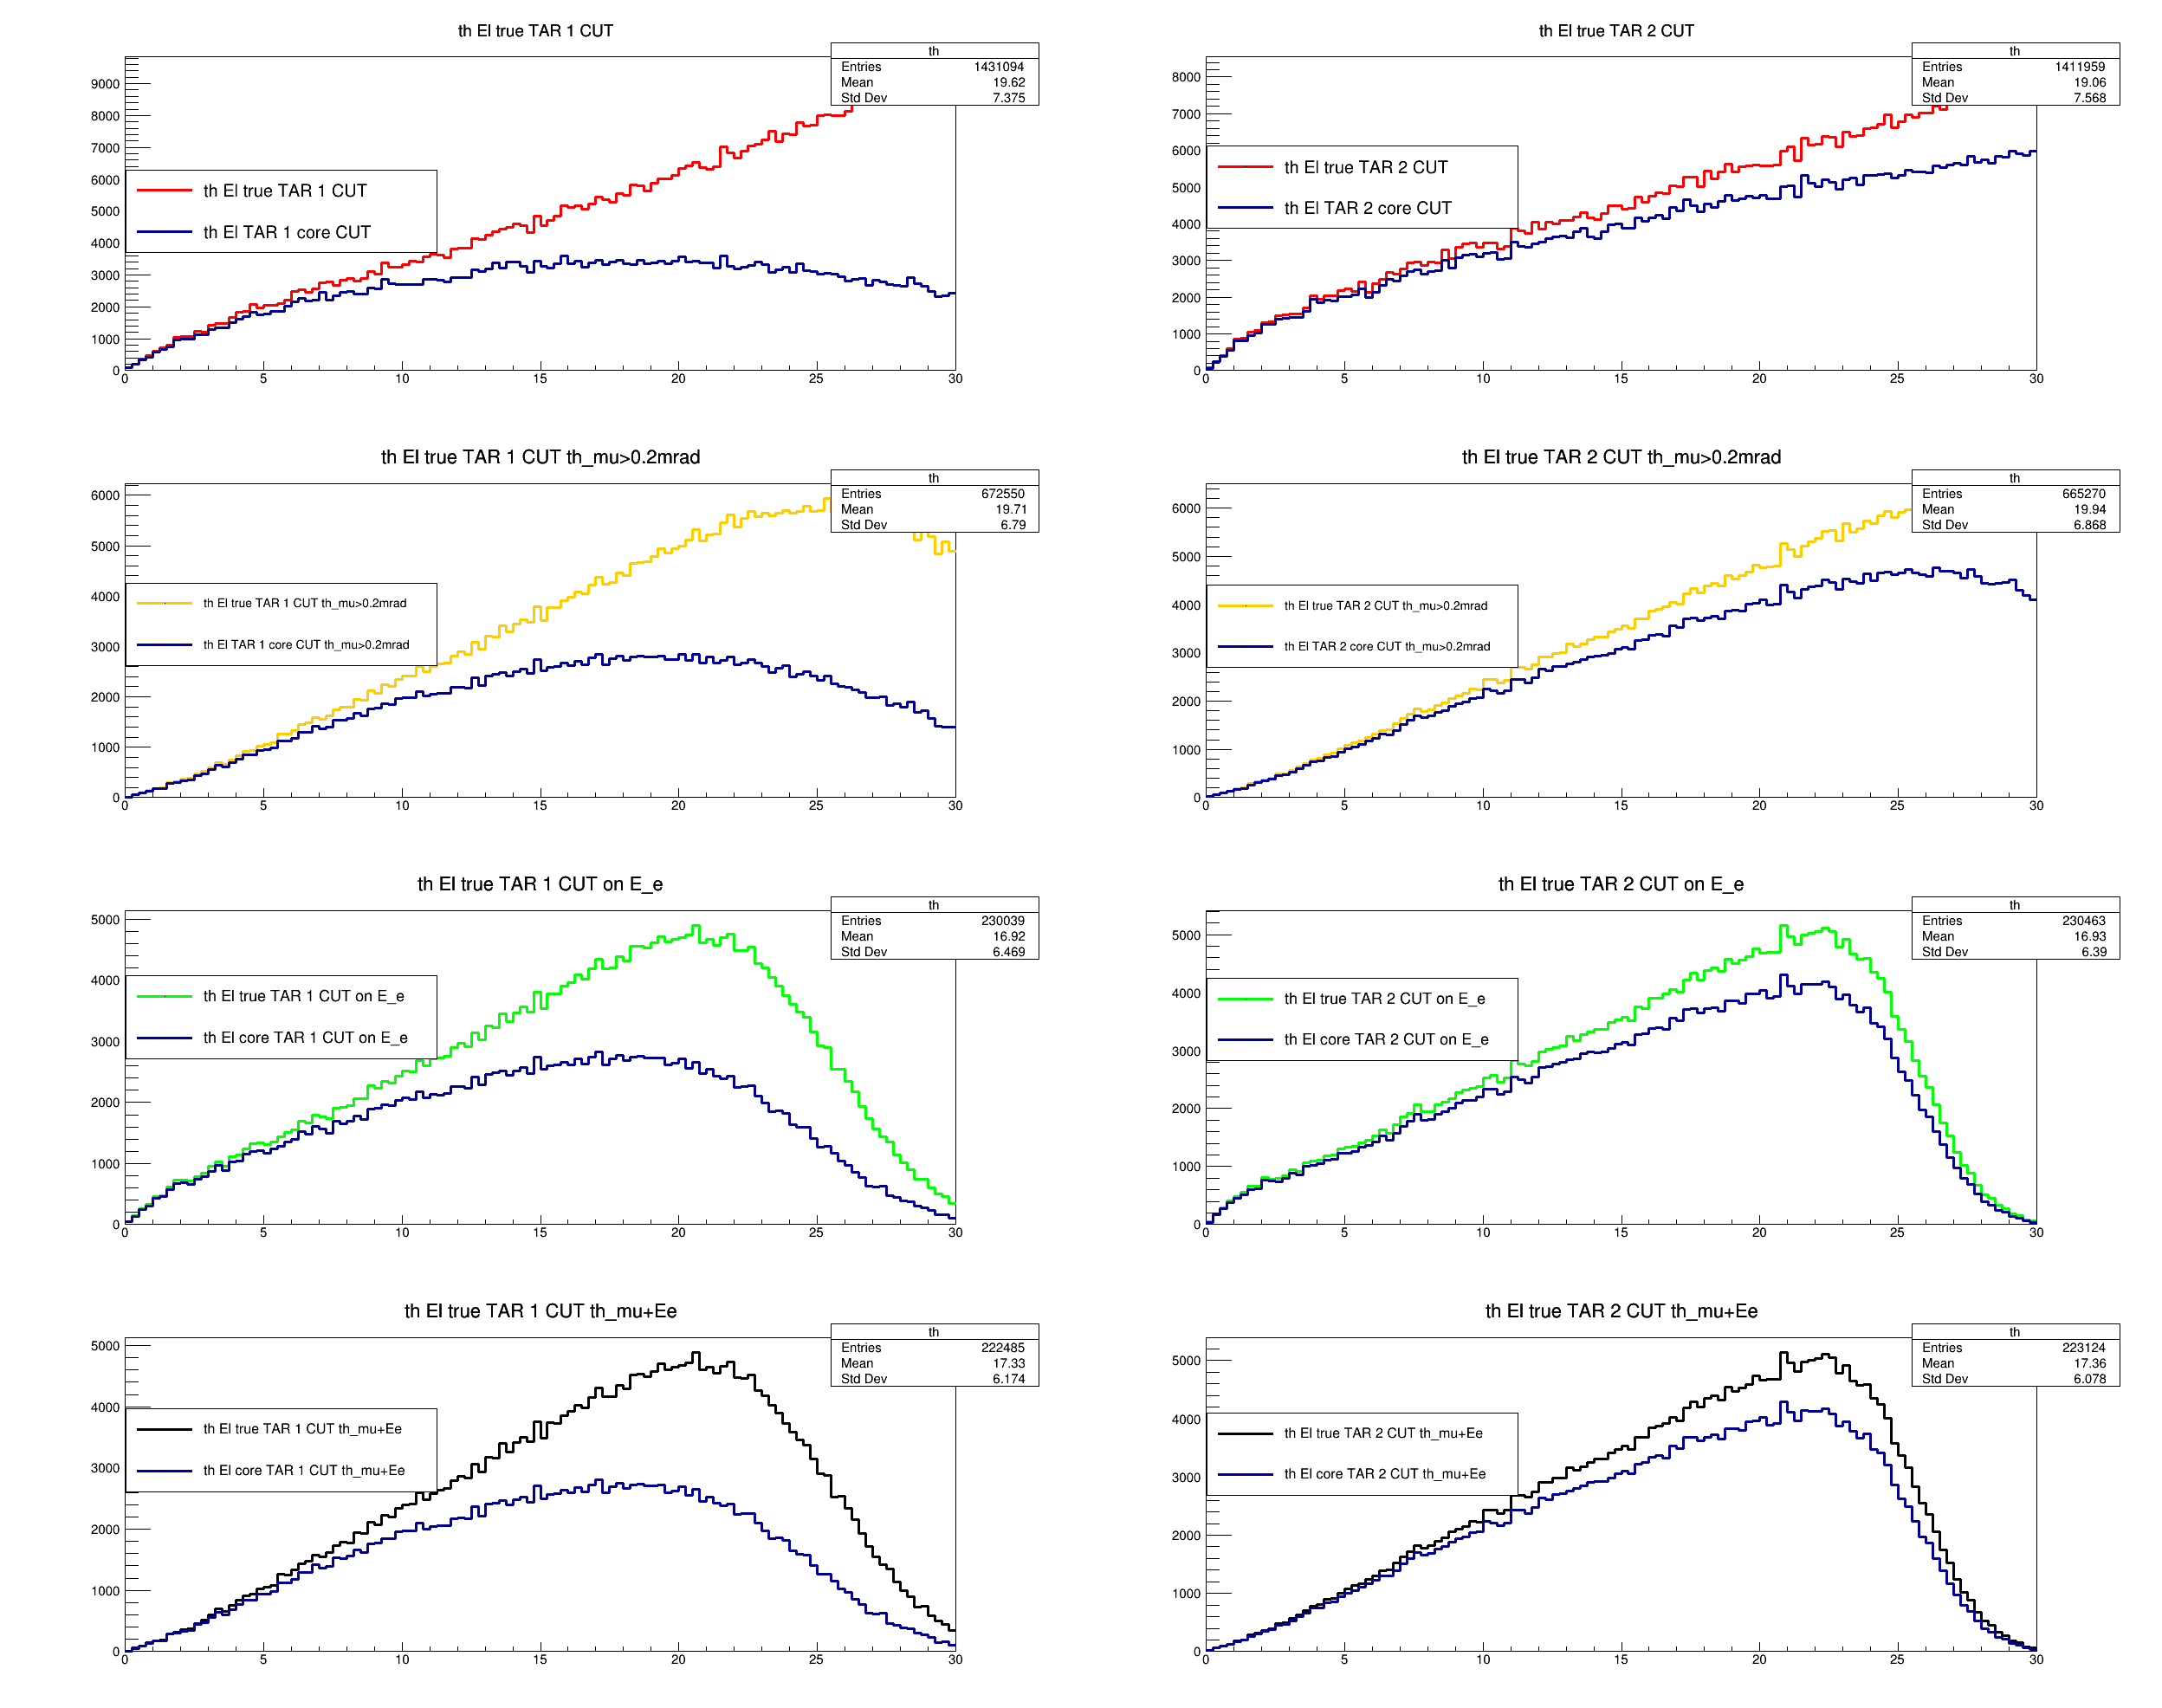 th El true TAR 1 CUT
th
Entries 1431094
Mean 19.62
Std Dev 7.375
9000
8000
7000
6000
5000
4000
3000
2000
1000
0
th El true TAR 1 CUT
th El TAR 1 core CUT
0 5 10 15 20 25 30
th El true TAR 2 CUT
th
Entries 1411959
Mean 19.06
Std Dev 7.568
8000
7000
6000
5000
4000
3000
2000
1000
0
th El true TAR 2 CUT
th El TAR 2 core CUT
0 5 10 15 20 25 30
th El true TAR 1 CUT th_mu>0.2mrad
th
Entries 672550
Mean 19.71
Std Dev 6.79
6000
5000
4000
3000
2000
1000
0
th El true TAR 1 CUT th_mu>0.2mrad
th El TAR 1 core CUT th_mu>0.2mrad
0 5 10 15 20 25 30
th El true TAR 2 CUT th_mu>0.2mrad
th
Entries 665270
Mean 19.94
Std Dev 6.868
6000
5000
4000
3000
2000
1000
0
th El true TAR 2 CUT th_mu>0.2mrad
th El TAR 2 core CUT th_mu>0.2mrad
0 5 10 15 20 25 30
th El true TAR 1 CUT on E_e
th
Entries 230039
Mean 16.92
Std Dev 6.469
5000
4000
3000
2000
1000
0
th El true TAR 1 CUT on E_e
th El core TAR 1 CUT on E_e
0 5 10 15 20 25 30
th El true TAR 2 CUT on E_e
th
Entries 230463
Mean 16.93
Std Dev 6.39
5000
4000
3000
2000
1000
0
th El true TAR 2 CUT on E_e
th El core TAR 2 CUT on E_e
0 5 10 15 20 25 30
th El true TAR 1 CUT th_mu+Ee
th
Entries 222485
Mean 17.33
Std Dev 6.174
5000
4000
3000
2000
1000
0
th El true TAR 1 CUT th_mu+Ee
th El core TAR 1 CUT th_mu+Ee
0 5 10 15 20 25 30
th El true TAR 2 CUT th_mu+Ee
th
Entries 223124
Mean 17.36
Std Dev 6.078
5000
4000
3000
2000
1000
0
th El true TAR 2 CUT th_mu+Ee
th El core TAR 2 CUT th_mu+Ee
0 5 10 15 20 25 30